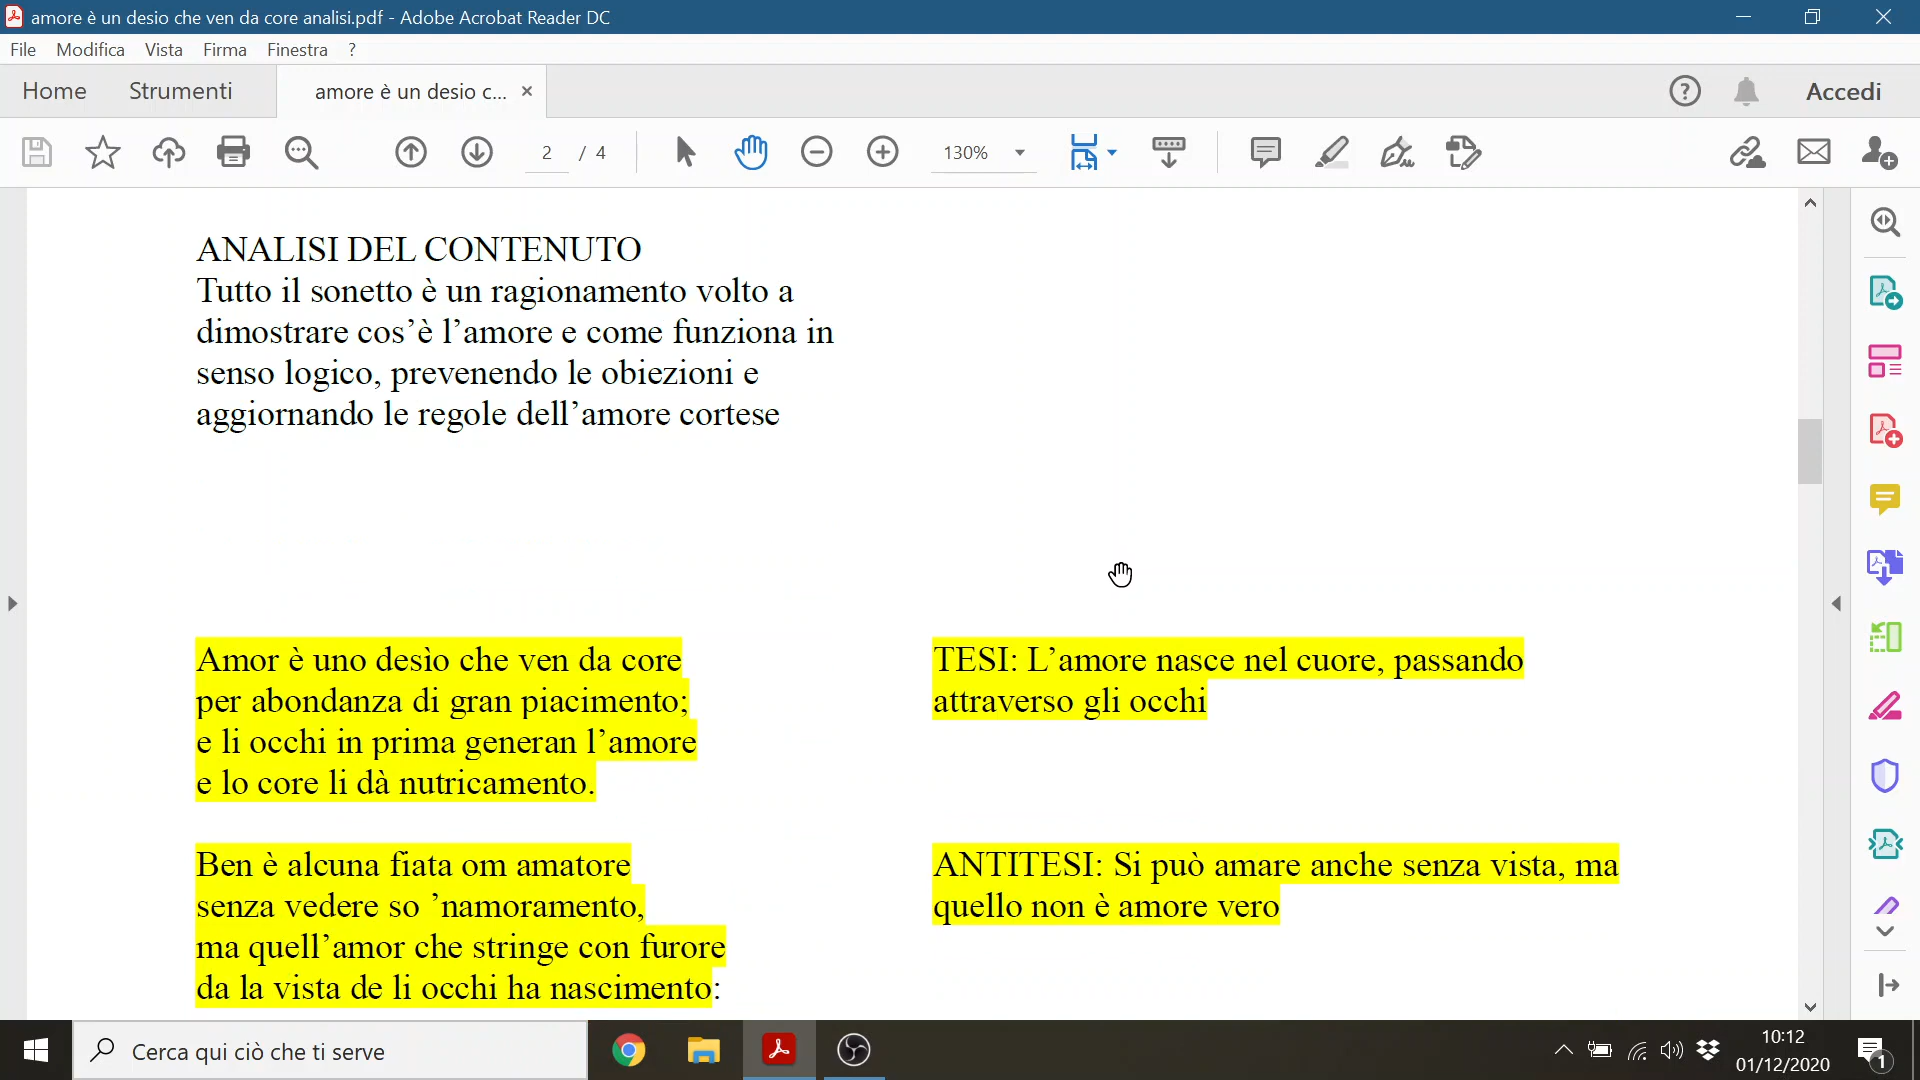 amore è un desio che ven da core analisi.pdf - Adobe Acrobat Reader DC
File Modifica Vista Firma Finestra ?
Home Strumenti amore è un desio c... × Accedi
2 / 4 130%
ANALISI DEL CONTENUTO
Tutto il sonetto è un ragionamento volto a
dimostrare cos’è l’amore e come funziona in
senso logico, prevenendo le obiezioni e
aggiornando le regole dell’amore cortese
Amor è uno desìo che ven da core
per abondanza di gran piacimento;
e li occhi in prima generan l’amore
e lo core li dà nutricamento.
TESI: L’amore nasce nel cuore, passando
attraverso gli occhi
Ben è alcuna fiata om amatore
senza vedere so ’namoramento,
ma quell’amor che stringe con furore
da la vista de li occhi ha nascimento:
ANTITESI: Si può amare anche senza vista, ma
quello non è amore vero
Cerca qui ciò che ti serve
10:12
01/12/2020
1